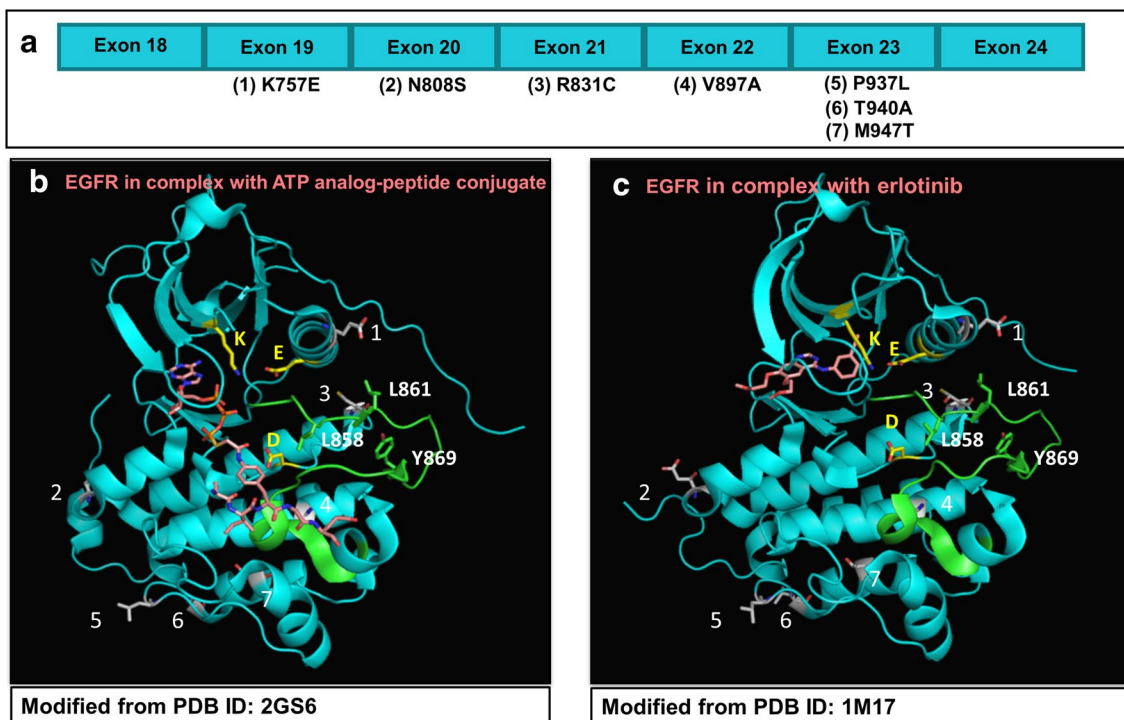 a
Exon 18 Exon 19 Exon 20 Exon 21 Exon 22 Exon 23 Exon 24
(1) K757E (2) N808S (3) R831C (4) V897A (5) P937L
(6) T940A
(7) M947T
b EGFR in complex with ATP analog-peptide conjugate
K
E
1
3
L861
D
L858
Y869
2
4
7
5
6
Modified from PDB ID: 2GS6
c EGFR in complex with erlotinib
K
E
1
3
L861
D
L858
Y869
2
4
7
5
6
Modified from PDB ID: 1M17